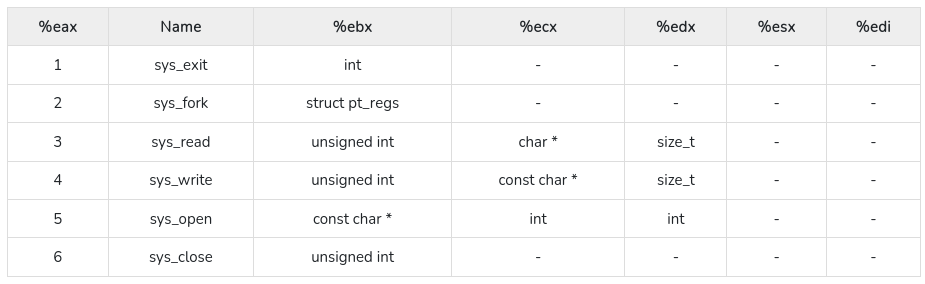 %eax Name %ebx %ecx %edx %esx %edi
1 sys_exit int - - - -
2 sys_fork struct pt_regs - - - -
3 sys_read unsigned int char * size_t - -
4 sys_write unsigned int const char * size_t - -
5 sys_open const char * int int - -
6 sys_close unsigned int - - - -